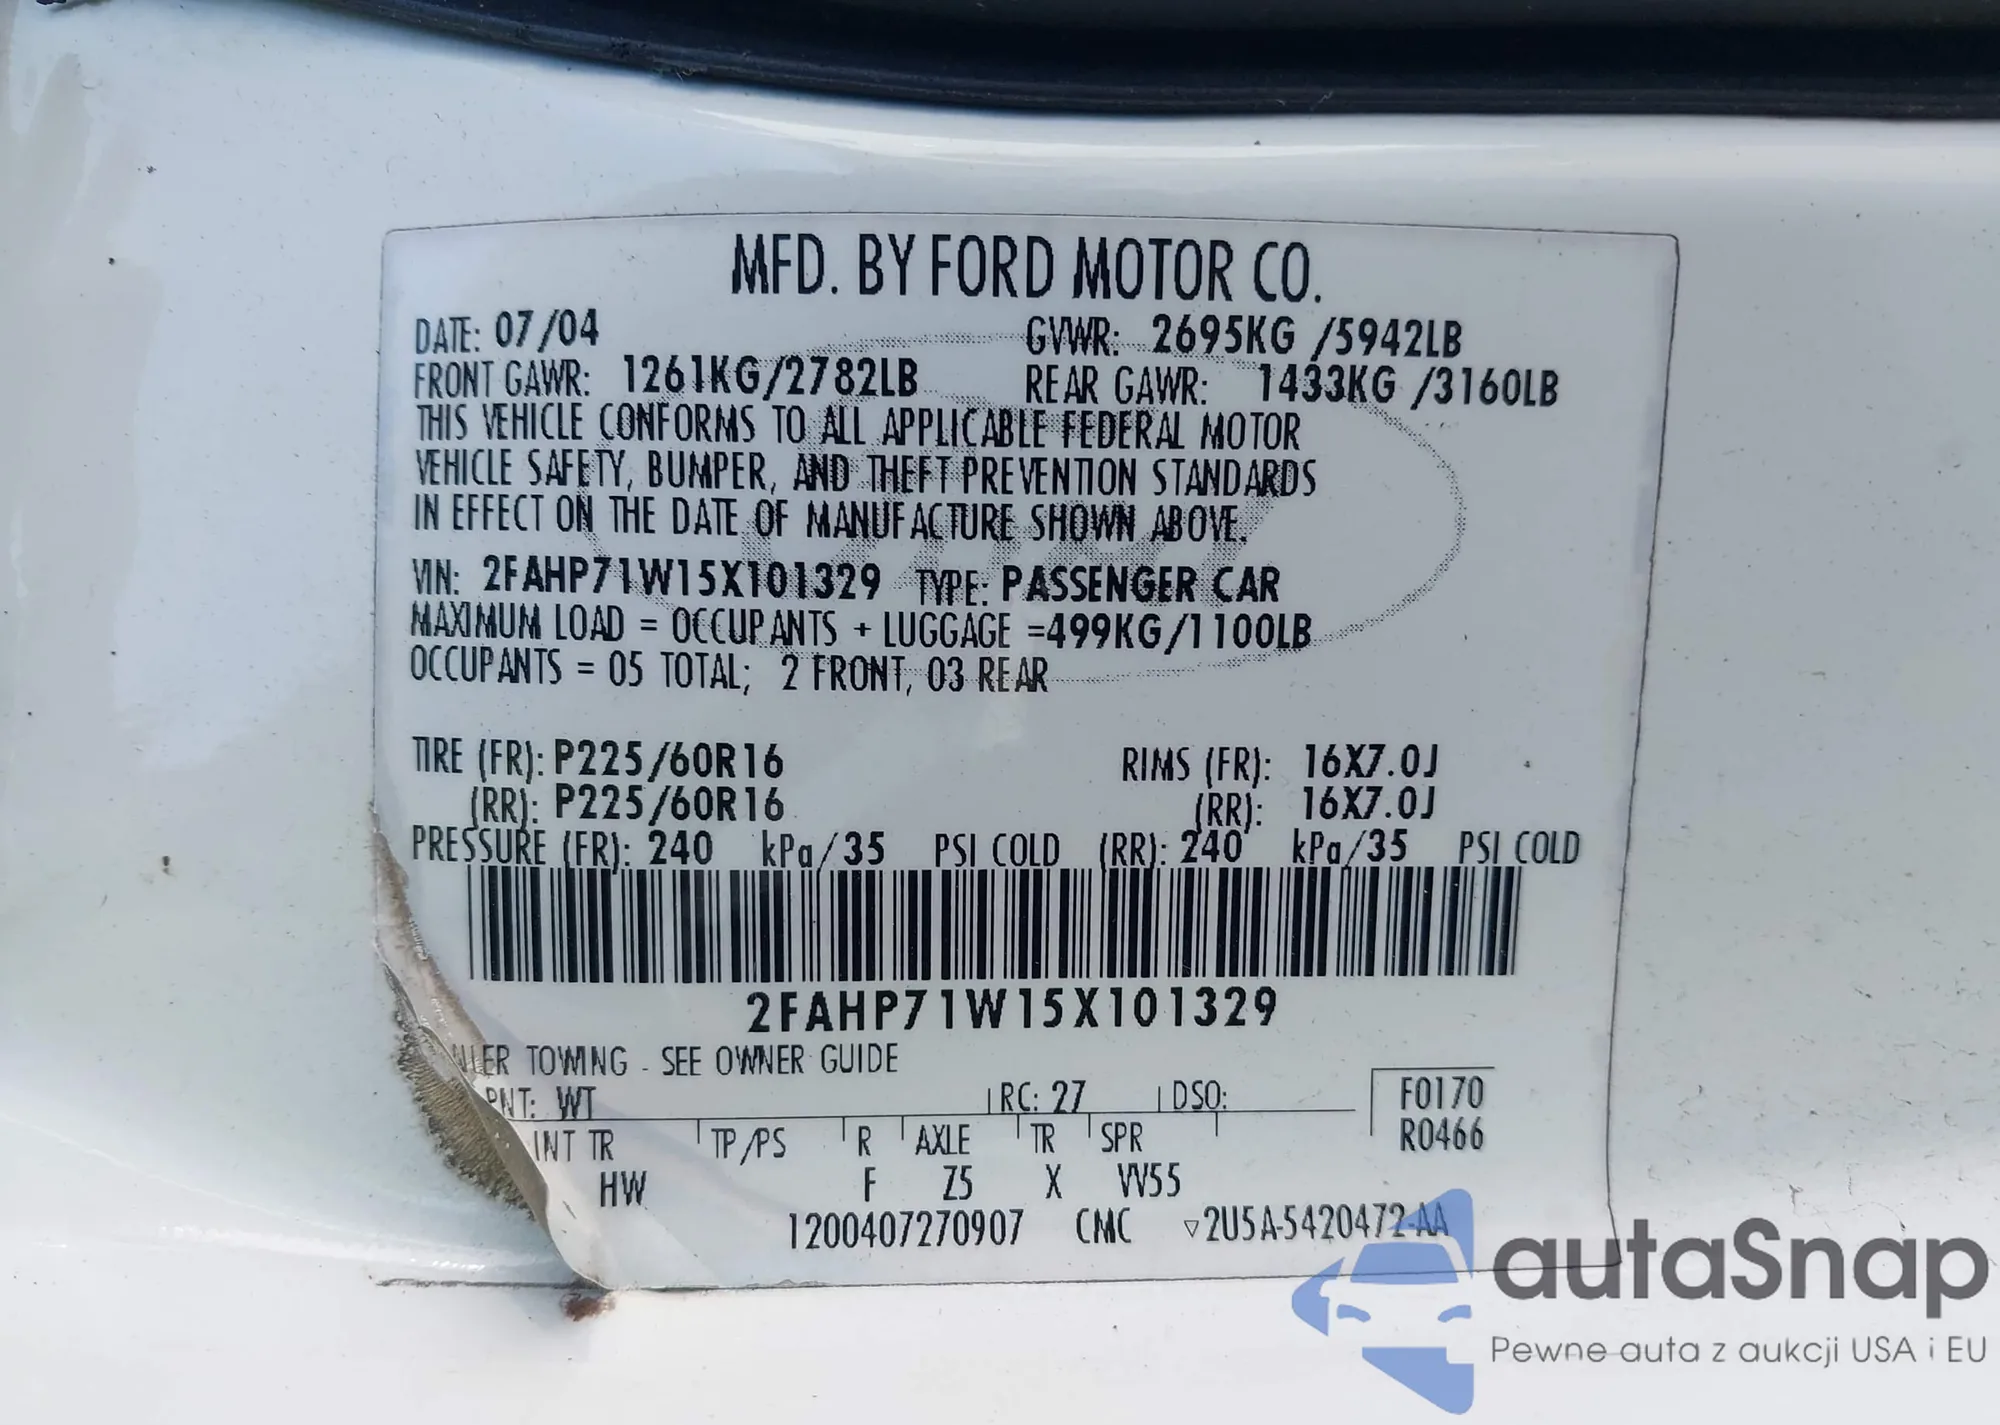 MFD. BY FORD MOTOR CO.
DATE: 07/04 GVWR: 2695KG /5942LB
FRONT GAWR: 1261KG/2782LB REAR GAWR: 1433KG /3160LB
THIS VEHICLE CONFORMS TO ALL APPLICABLE FEDERAL MOTOR
VEHICLE SAFETY, BUMPER, AND THEFT PREVENTION STANDARDS
IN EFFECT ON THE DATE OF MANUFACTURE SHOWN ABOVE.
VIN: 2FAHP71W15X101329 TYPE: PASSENGER CAR
MAXIMUM LOAD = OCCUPANTS + LUGGAGE =499KG/1100LB
OCCUPANTS = 05 TOTAL; 2 FRONT, 03 REAR
TIRE (FR): P225/60R16 RIMS (FR): 16X7.0J
(RR): P225/60R16 (RR): 16X7.0J
PRESSURE (FR): 240 kPa/35 PSI COLD (RR): 240 kPa/35 PSI COLD
2FAHP71W15X101329
TOWING - SEE OWNER GUIDE
PNT: WT RC: 27 DSO: F0170
R0466
INT TR TP/PS R AXLE TR SPR
HW F Z5 X VV55
1200407270907 CMC ▽2U5A-5420472-AA
autaSnap
Pewne auta z aukcji USA i EU